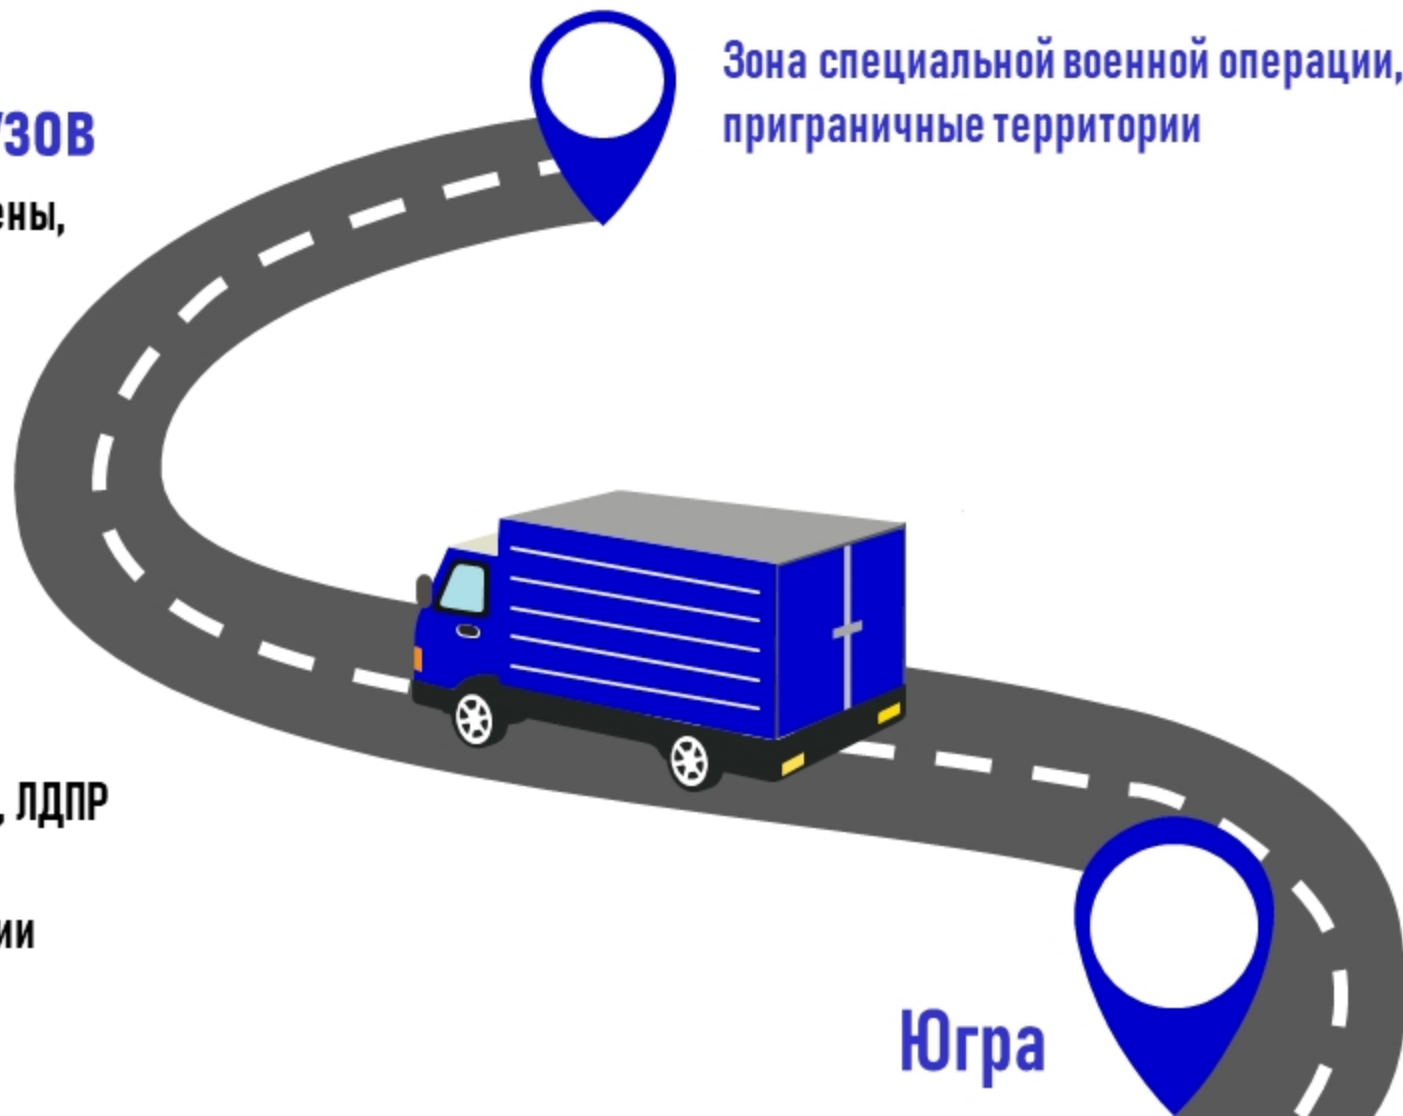 Зона специальной военной операции,
приграничные территории
узов
ены,
, ЛДПР
ии
Югра